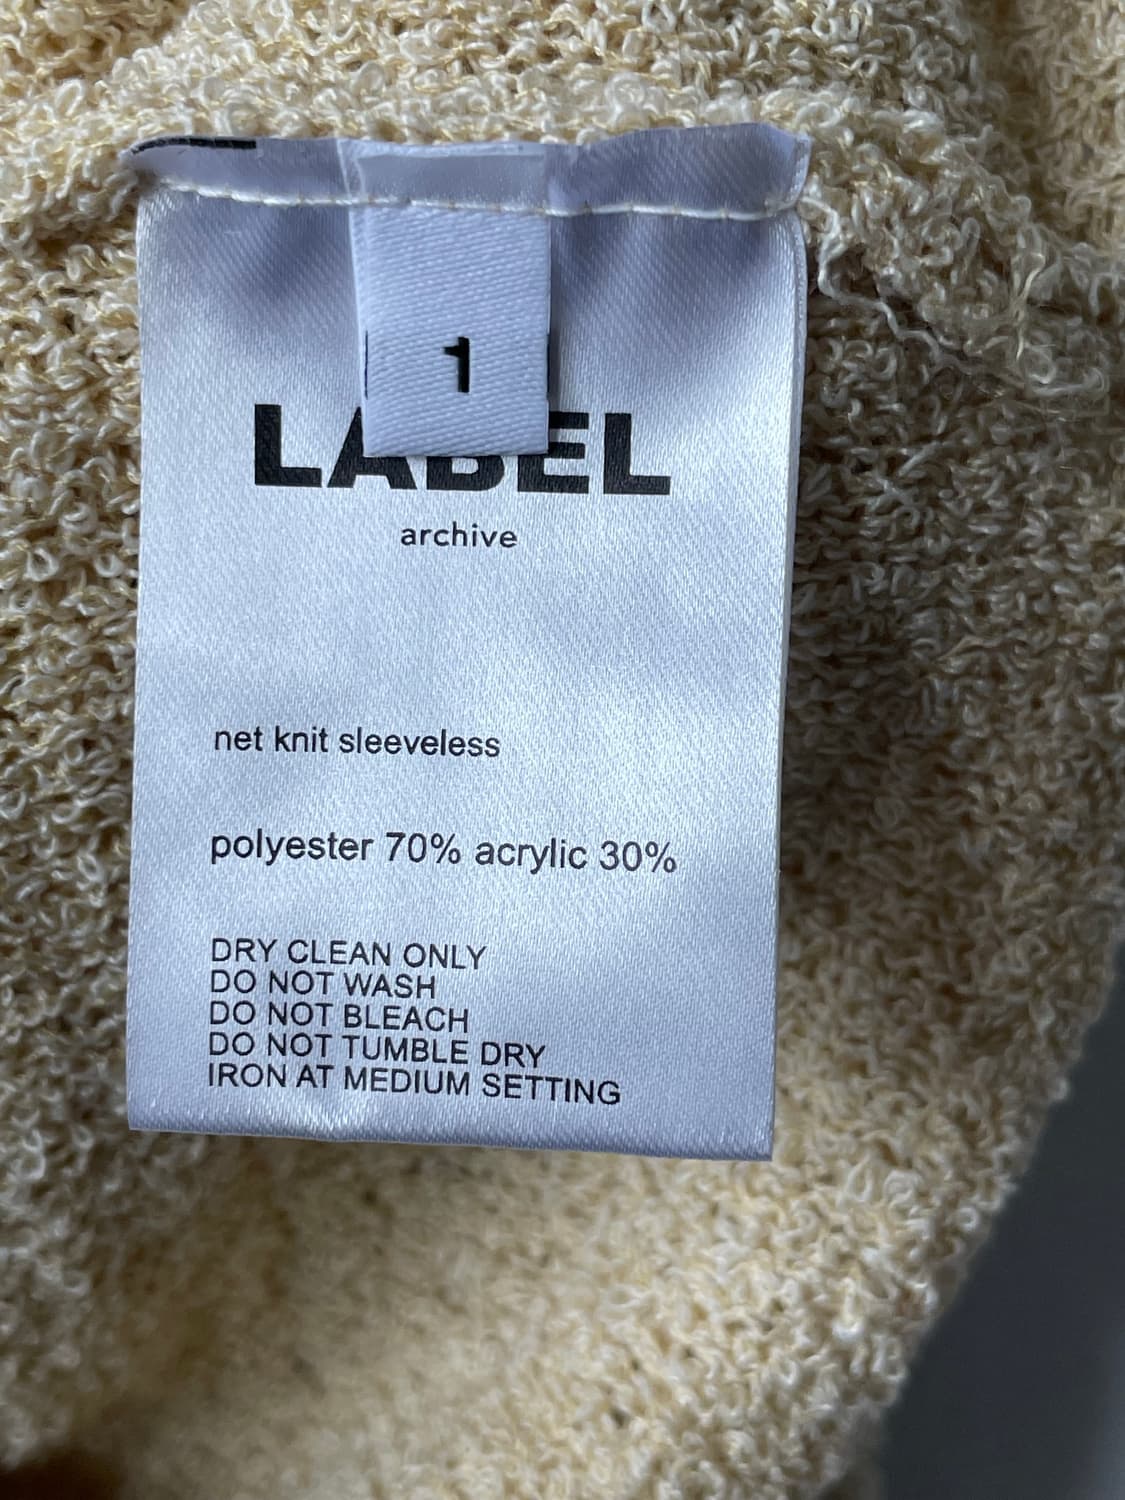 1
LABEL
archive
net knit sleeveless
polyester 70% acrylic 30%
DRY CLEAN ONLY
DO NOT WASH
DO NOT BLEACH
DO NOT TUMBLE DRY
IRON AT MEDIUM SETTING